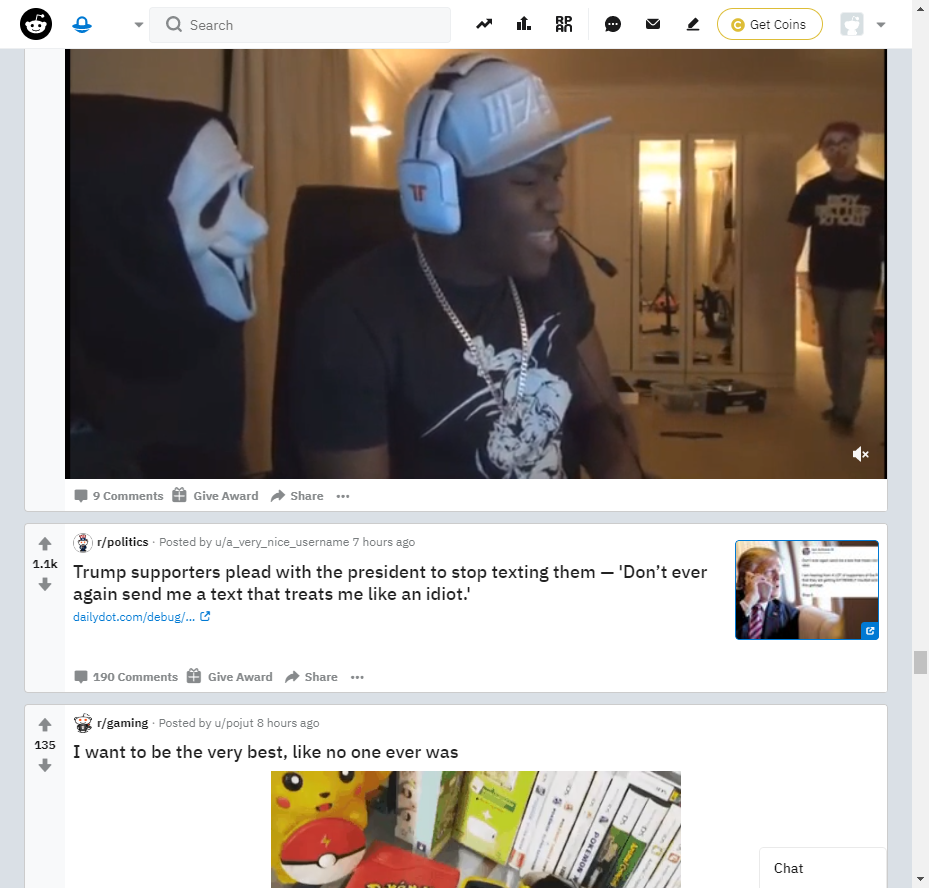 Search
Get Coins
9 Comments Give Award Share
r/politics · Posted by u/a_very_nice_username 7 hours ago
1.1k
Trump supporters plead with the president to stop texting them — 'Don’t ever
again send me a text that treats me like an idiot.'
dailydot.com/debug/...
190 Comments Give Award Share
r/gaming · Posted by u/pojut 8 hours ago
135
I want to be the very best, like no one ever was
POKEMON
Chat